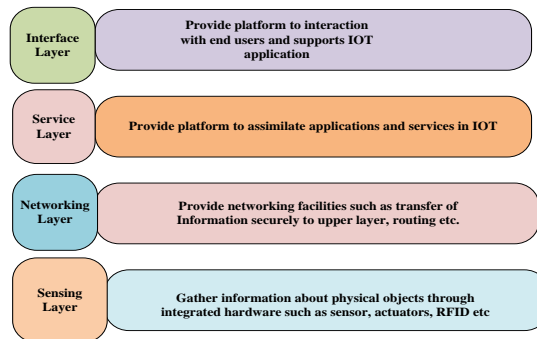 Interface
Layer
Provide platform to interaction
with end users and supports IOT
application
Service
Layer
Provide platform to assimilate applications and services in IOT
Networking
Layer
Provide networking facilities such as transfer of
Information securely to upper layer, routing etc.
Sensing
Layer
Gather information about physical objects through
integrated hardware such as sensor, actuators, RFID etc